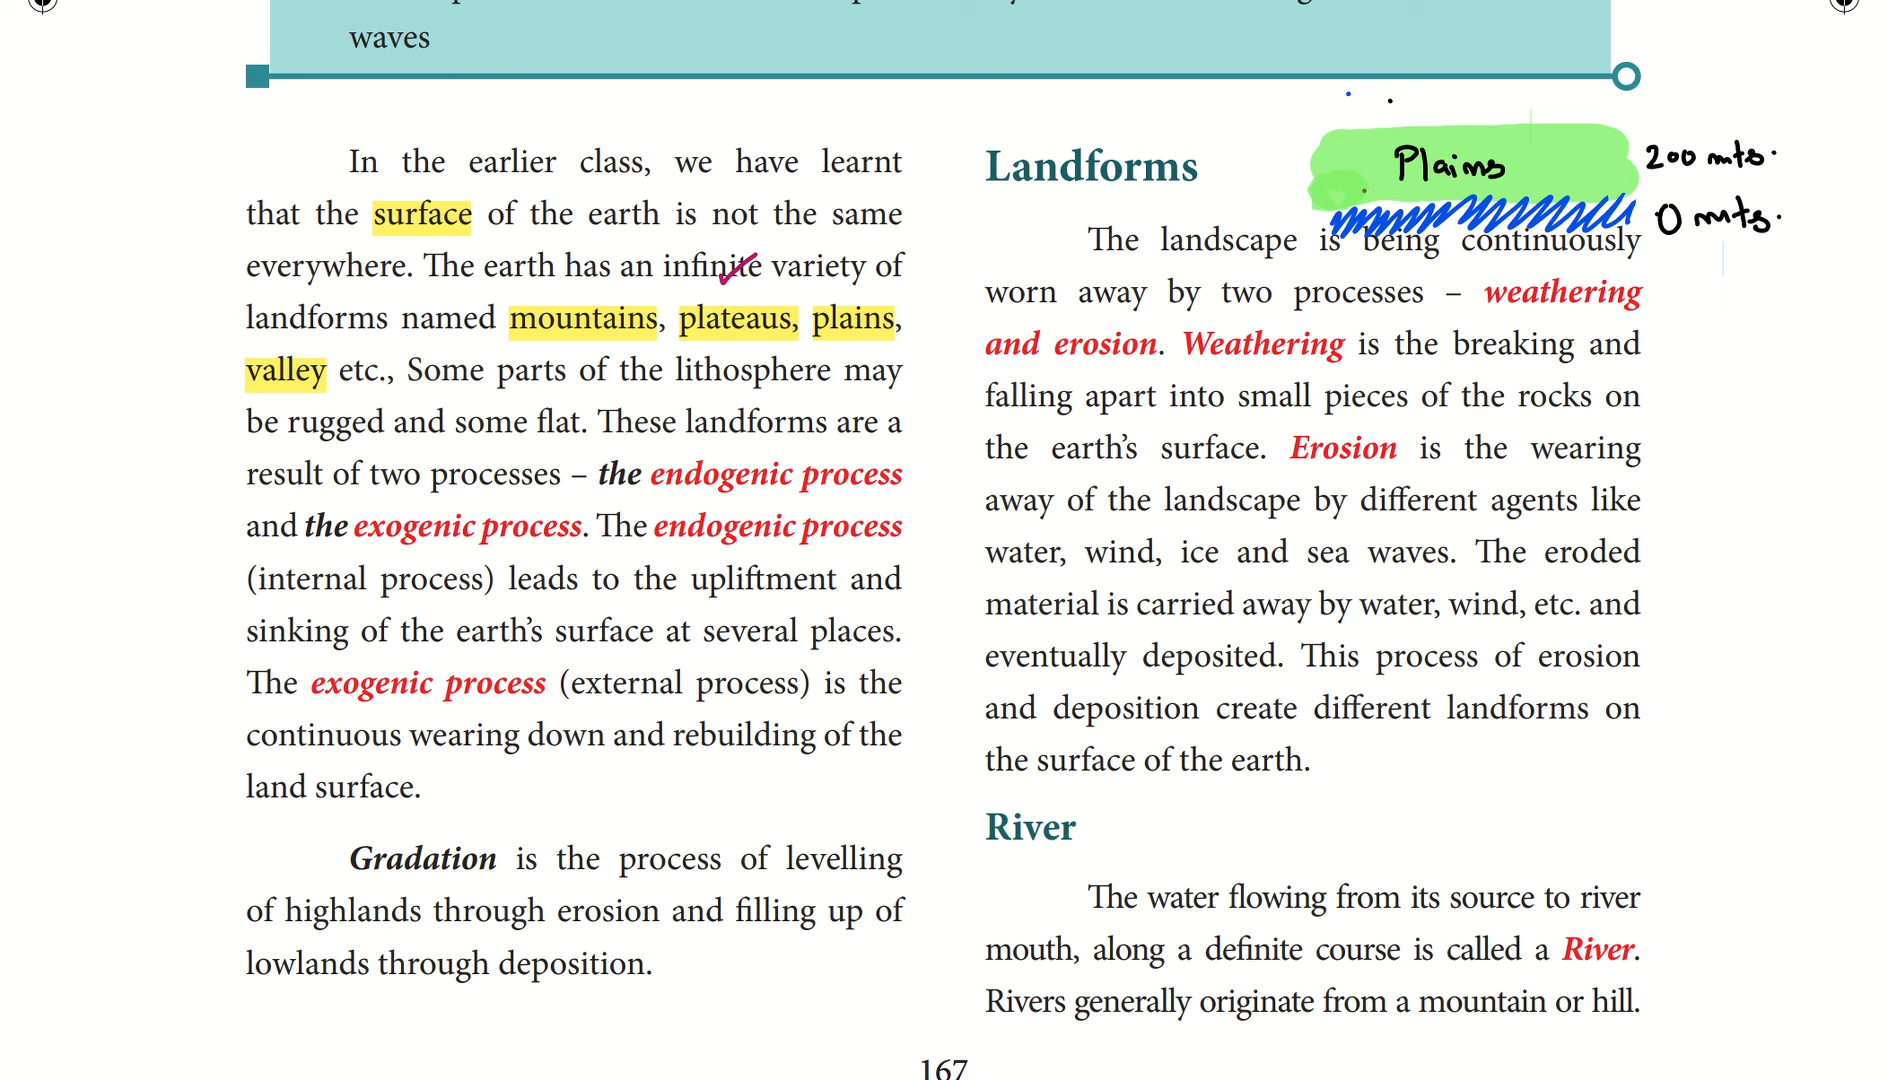 waves
In the earlier class, we have learnt
that the surface of the earth is not the same
everywhere. The earth has an infinite variety of
landforms named mountains, plateaus, plains,
valley etc., Some parts of the lithosphere may
be rugged and some flat. These landforms are a
result of two processes – the endogenic process
and the exogenic process. The endogenic process
(internal process) leads to the upliftment and
sinking of the earth's surface at several places.
The exogenic process (external process) is the
continuous wearing down and rebuilding of the
land surface.
Gradation is the process of levelling
of highlands through erosion and filling up of
lowlands through deposition.
Landforms
Plains
200 mts.
0 mts.
The landscape is being continuously
worn away by two processes – weathering
and erosion. Weathering is the breaking and
falling apart into small pieces of the rocks on
the earth's surface. Erosion is the wearing
away of the landscape by different agents like
water, wind, ice and sea waves. The eroded
material is carried away by water, wind, etc. and
eventually deposited. This process of erosion
and deposition create different landforms on
the surface of the earth.
River
The water flowing from its source to river
mouth, along a definite course is called a River.
Rivers generally originate from a mountain or hill.
167